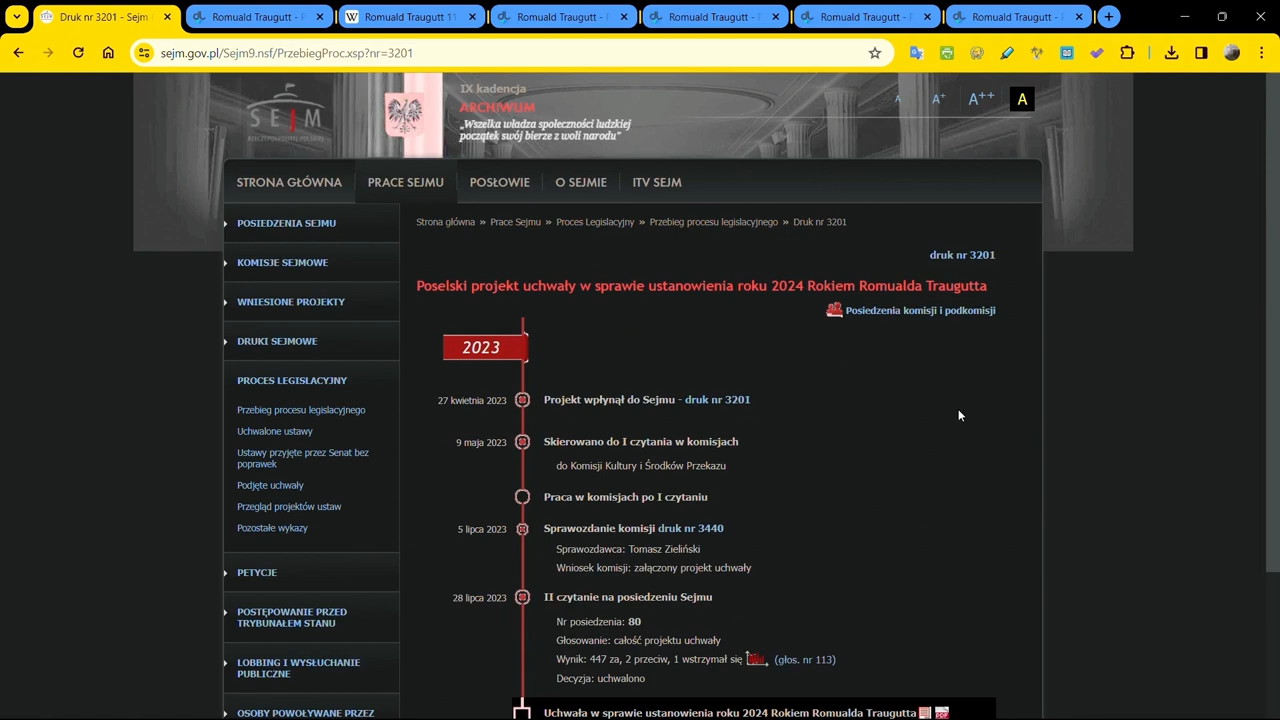 Druk nr 3201 - Sejm
Romuald Traugutt -
Romuald Traugutt 11
Romuald Traugutt -
Romuald Traugutt -
Romuald Traugutt -
Romuald Traugutt -
sejm.gov.pl/Sejm9.nsf/PrzebiegProc.xsp?nr=3201
SEJM
RZECZYPOSPOLITEJ POLSKIEJ
IX kadencja
ARCHIWUM
„Wszelka władza społeczności ludzkiej
początek swój bierze z woli narodu”
A A+ A++ A
STRONA GŁÓWNA PRACE SEJMU POSŁOWIE O SEJMIE ITV SEJM
POSIEDZENIA SEJMU
KOMISJE SEJMOWE
WNIESIONE PROJEKTY
DRUKI SEJMOWE
PROCES LEGISLACYJNY
Przebieg procesu legislacyjnego
Uchwalone ustawy
Ustawy przyjęte przez Senat bez
poprawek
Podjęte uchwały
Przegląd projektów ustaw
Pozostałe wykazy
PETYCJE
POSTĘPOWANIE PRZED
TRYBUNAŁEM STANU
LOBBING I WYSŁUCHANIE
PUBLICZNE
OSOBY POWOŁYWANE PRZEZ
Strona główna » Prace Sejmu » Proces Legislacyjny » Przebieg procesu legislacyjnego » Druk nr 3201
druk nr 3201
Poselski projekt uchwały w sprawie ustanowienia roku 2024 Rokiem Romualda Traugutta
Posiedzenia komisji i podkomisji
2023
27 kwietnia 2023 Projekt wpłynął do Sejmu - druk nr 3201
9 maja 2023 Skierowano do I czytania w komisjach
do Komisji Kultury i Środków Przekazu
Praca w komisjach po I czytaniu
5 lipca 2023 Sprawozdanie komisji druk nr 3440
Sprawozdawca: Tomasz Zieliński
Wniosek komisji: załączony projekt uchwały
28 lipca 2023 II czytanie na posiedzeniu Sejmu
Nr posiedzenia: 80
Głosowanie: całość projektu uchwały
Wynik: 447 za, 2 przeciw, 1 wstrzymał się (głos. nr 113)
Decyzja: uchwalono
Uchwała w sprawie ustanowienia roku 2024 Rokiem Romualda Traugutta